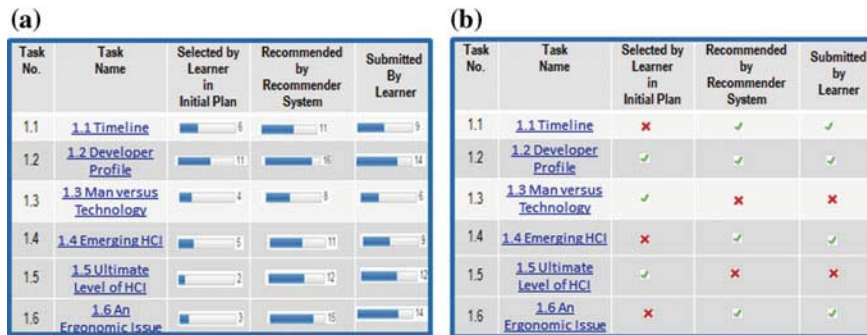 (a)
Task No. Task Name Selected by Learner in Initial Plan Recommended by Recommender System Submitted By Learner
1.1 1.1 Timeline 6 11 9
1.2 1.2 Developer Profile 11 16 14
1.3 1.3 Man versus Technology 4 8 6
1.4 1.4 Emerging HCI 5 11 9
1.5 1.5 Ultimate Level of HCI 2 12 12
1.6 1.6 An Ergonomic Issue 3 15 14
(b)
Task No. Task Name Selected by Learner in Initial Plan Recommended by Recommender System Submitted by Learner
1.1 1.1 Timeline
1.2 1.2 Developer Profile
1.3 1.3 Man versus Technology
1.4 1.4 Emerging HCI
1.5 1.5 Ultimate Level of HCI
1.6 1.6 An Ergonomic Issue